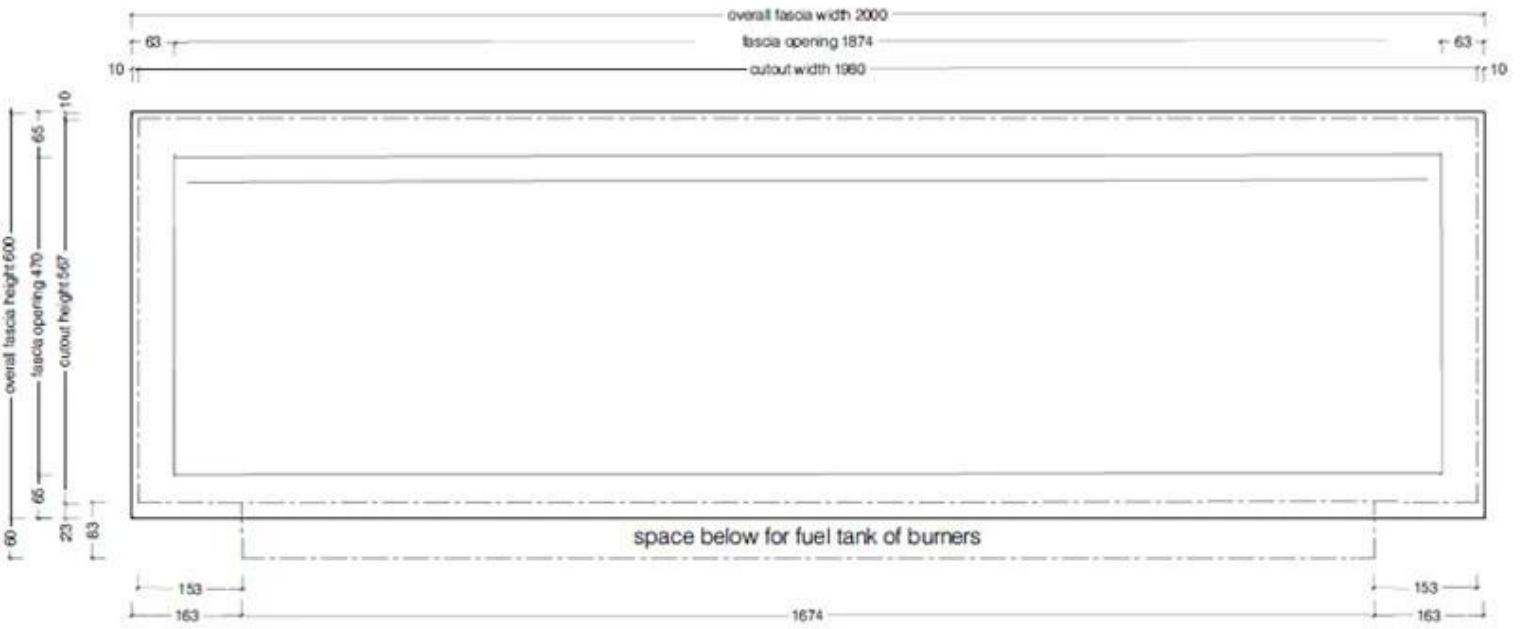 overall fascia width 2000
63
fascia opening 1874
63
10
cutout width 1980
10
10
65
overall fascia height 600
fascia opening 470
cutout height 567
65
23
83
60
space below for fuel tank of burners
153
153
163
1674
163